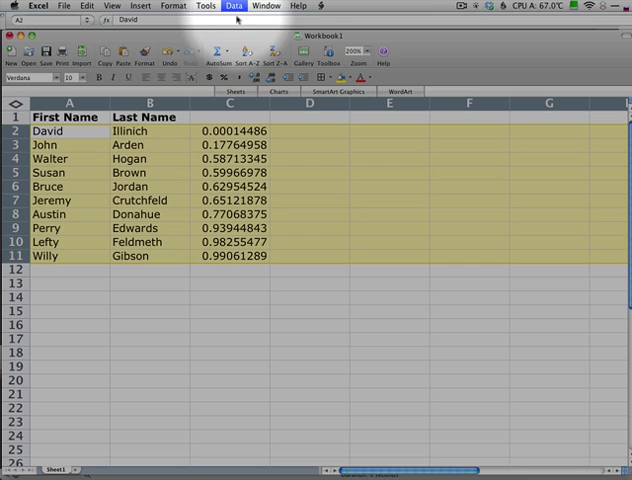 Excel File Edit View Insert Format Tools Data Window Help CPU A: 67.0°C
A2 fx David
Workbook1
New Open Save Print Import Copy Paste Format Undo Redo AutoSum Sort A-Z Sort Z-A Gallery Toolbox Zoom Help
200%
Verdana 10 B I U $ %
Sheets Charts SmartArt Graphics WordArt
A B C D E F G
1 First Name Last Name
2 David Illinich 0.00014486
3 John Arden 0.17764958
4 Walter Hogan 0.58713345
5 Susan Brown 0.59966978
6 Bruce Jordan 0.62954524
7 Jeremy Crutchfeld 0.65121878
8 Austin Donahue 0.77068375
9 Perry Edwards 0.93944843
10 Lefty Feldmeth 0.98255477
11 Willy Gibson 0.99061289
12
13
14
15
16
17
18
19
20
21
22
23
24
25
26
Sheet1